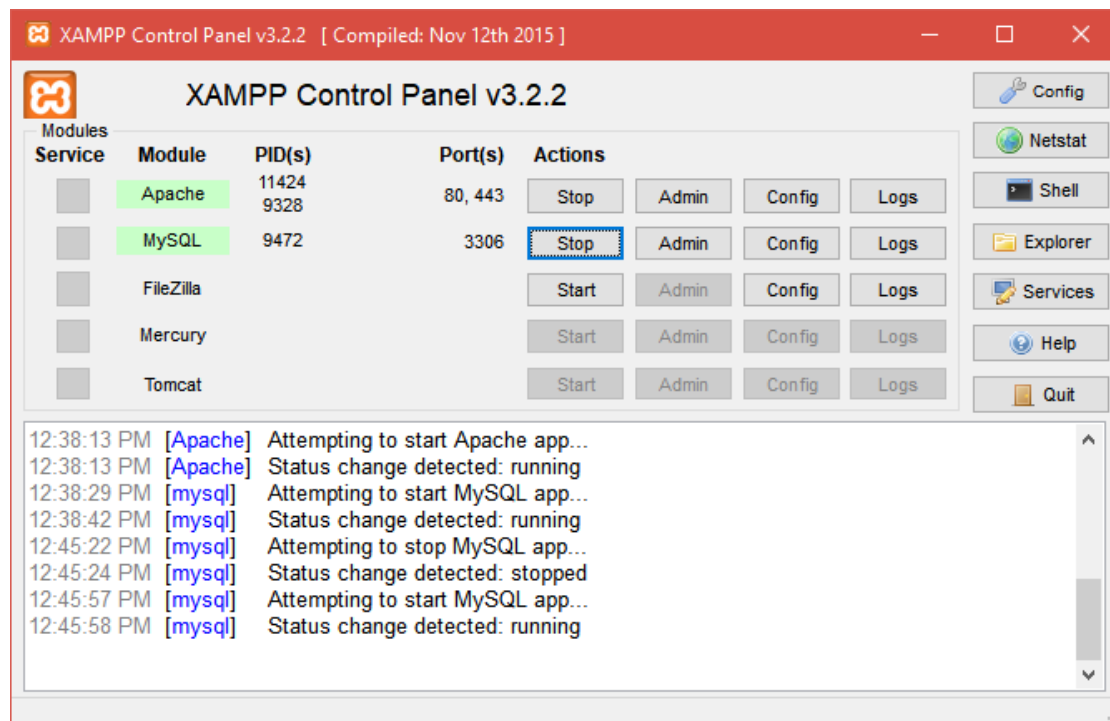 XAMPP Control Panel v3.2.2 [ Compiled: Nov 12th 2015 ]
XAMPP Control Panel v3.2.2
Config
Netstat
Shell
Explorer
Services
Help
Quit
Modules
Service Module PID(s) Port(s) Actions
Apache 11424 9328 80, 443 Stop Admin Config Logs
MySQL 9472 3306 Stop Admin Config Logs
FileZilla Start Admin Config Logs
Mercury Start Admin Config Logs
Tomcat Start Admin Config Logs
12:38:13 PM [Apache] Attempting to start Apache app...
12:38:13 PM [Apache] Status change detected: running
12:38:29 PM [mysql] Attempting to start MySQL app...
12:38:42 PM [mysql] Status change detected: running
12:45:22 PM [mysql] Attempting to stop MySQL app...
12:45:24 PM [mysql] Status change detected: stopped
12:45:57 PM [mysql] Attempting to start MySQL app...
12:45:58 PM [mysql] Status change detected: running